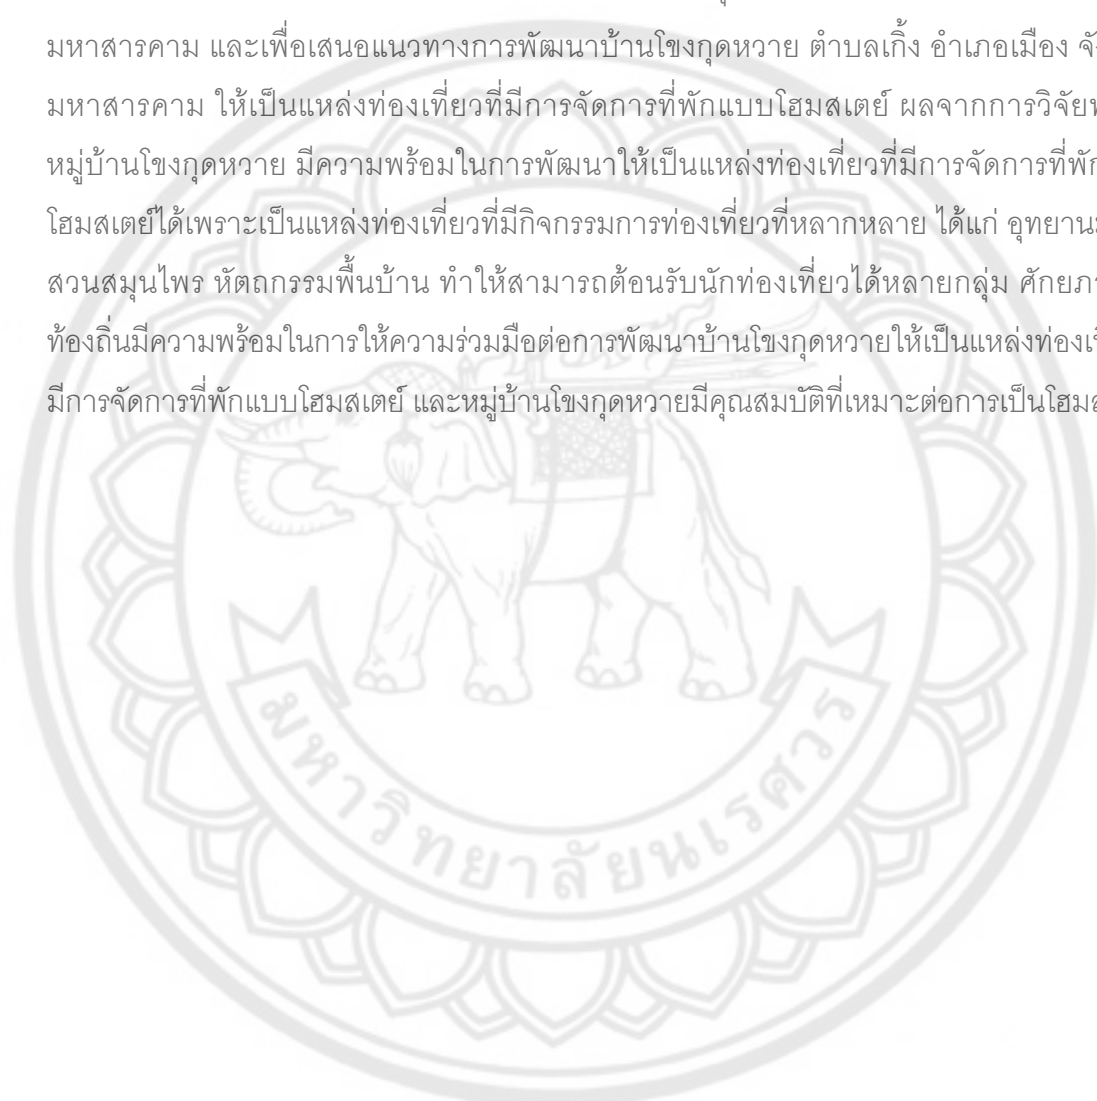 มหาสารคาม และเพื่อเสนอแนวทางการพัฒนาบ้านโขงกุดหวาย ตำบลเกิ้ง อำเภอเมือง
มหาสารคาม ให้เป็นแหล่งท่องเที่ยวที่มีการจัดการที่พักแบบโฮมสเตย์ ผลจากการวิจัย
หมู่บ้านโขงกุดหวาย มีความพร้อมในการพัฒนาให้เป็นแหล่งท่องเที่ยวที่มีการจัดการที่พัก
โฮมสเตย์ได้เพราะเป็นแหล่งท่องเที่ยวที่มีกิจกรรมการท่องเที่ยวที่หลากหลาย ได้แก่ อุทยาน
สวนสมุนไพร หัตถกรรมพื้นบ้าน ทำให้สามารถต้อนรับนักท่องเที่ยวได้หลายกลุ่ม
ท้องถิ่นมีความพร้อมในการให้ความร่วมมือต่อการพัฒนาบ้านโขงกุดหวายให้เป็นแหล่ง
มีการจัดการที่พักแบบโฮมสเตย์ และหมู่บ้านโขงกุดหวายมีคุณสมบัติที่เหมาะต่อการเป็น
มหาวิทยาลัยนเรศวร